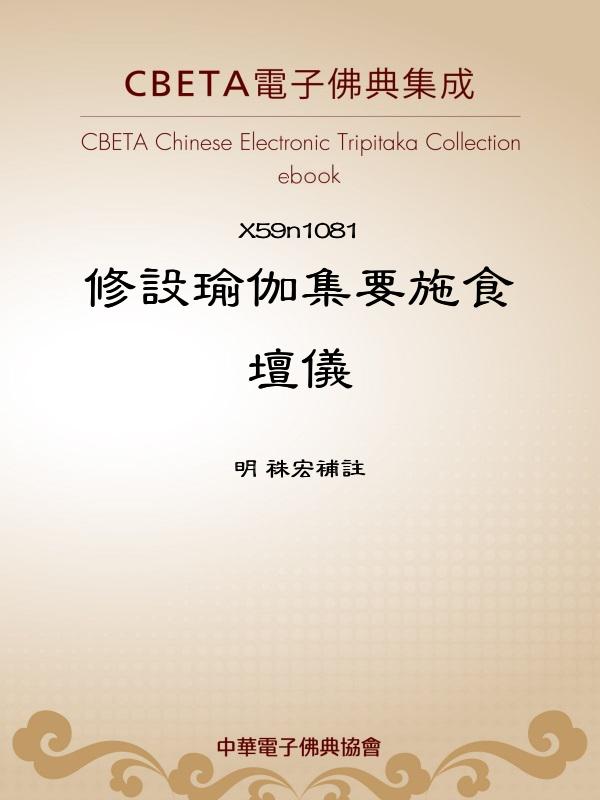 CBETA電子佛典集成
CBETA Chinese Electronic Tripitaka Collection
ebook
X59n1081
修設瑜伽集要施食
壇儀
明 袾宏補註
中華電子佛典協會